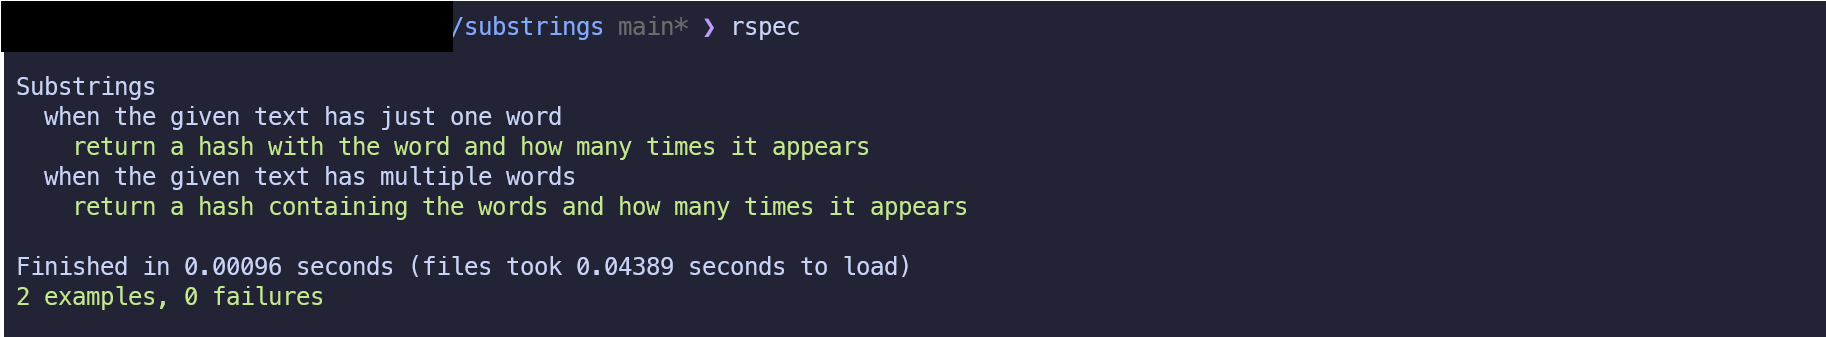 /substrings main* ❯ rspec
Substrings
when the given text has just one word
return a hash with the word and how many times it appears
when the given text has multiple words
return a hash containing the words and how many times it appears
Finished in 0.00096 seconds (files took 0.04389 seconds to load)
2 examples, 0 failures